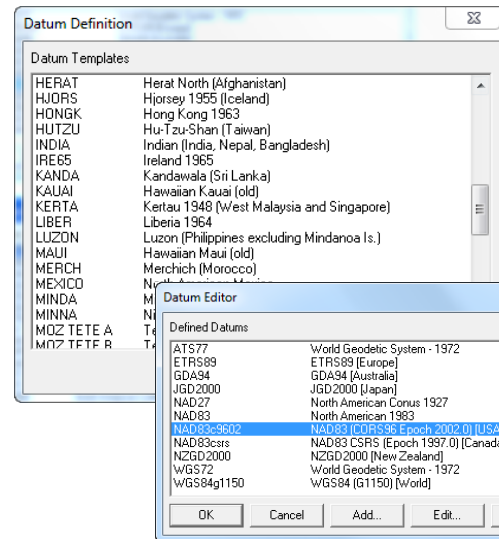 Datum Definition
Datum Templates
HERAT Herat North (Afghanistan)
HJORS Hjorsey 1955 (Iceland)
HONGK Hong Kong 1963
HUTZU Hu-Tzu-Shan (Taiwan)
INDIA Indian (India, Nepal, Bangladesh)
IRE65 Ireland 1965
KANDA Kandawala (Sri Lanka)
KAUAI Hawaiian Kauai (old)
KERTA Kertau 1948 (West Malaysia and Singapore)
LIBER Liberia 1964
LUZON Luzon (Philippines excluding Mindanoa Is.)
MAUI Hawaiian Maui (old)
MERCH Merchich (Morocco)
MEXICO
MINDA
MINNA
MOZ TETE A
MOZ TETE B
Datum Editor
Defined Datums
ATS77 World Geodetic System - 1972
ETRS89 ETRS89 [Europe]
GDA94 GDA94 [Australia]
JGD2000 JGD2000 [Japan]
NAD27 North American Conus 1927
NAD83 North American 1983
NAD83c9602 NAD83 (CORS96 Epoch 2002.0) [USA
NAD83csrs NAD83 CSRS (Epoch 1997.0) [Canada
NZGD2000 NZGD2000 [New Zealand]
WGS72 World Geodetic System - 1972
WGS84g1150 WGS84 (G1150) [World]
OK Cancel Add... Edit...